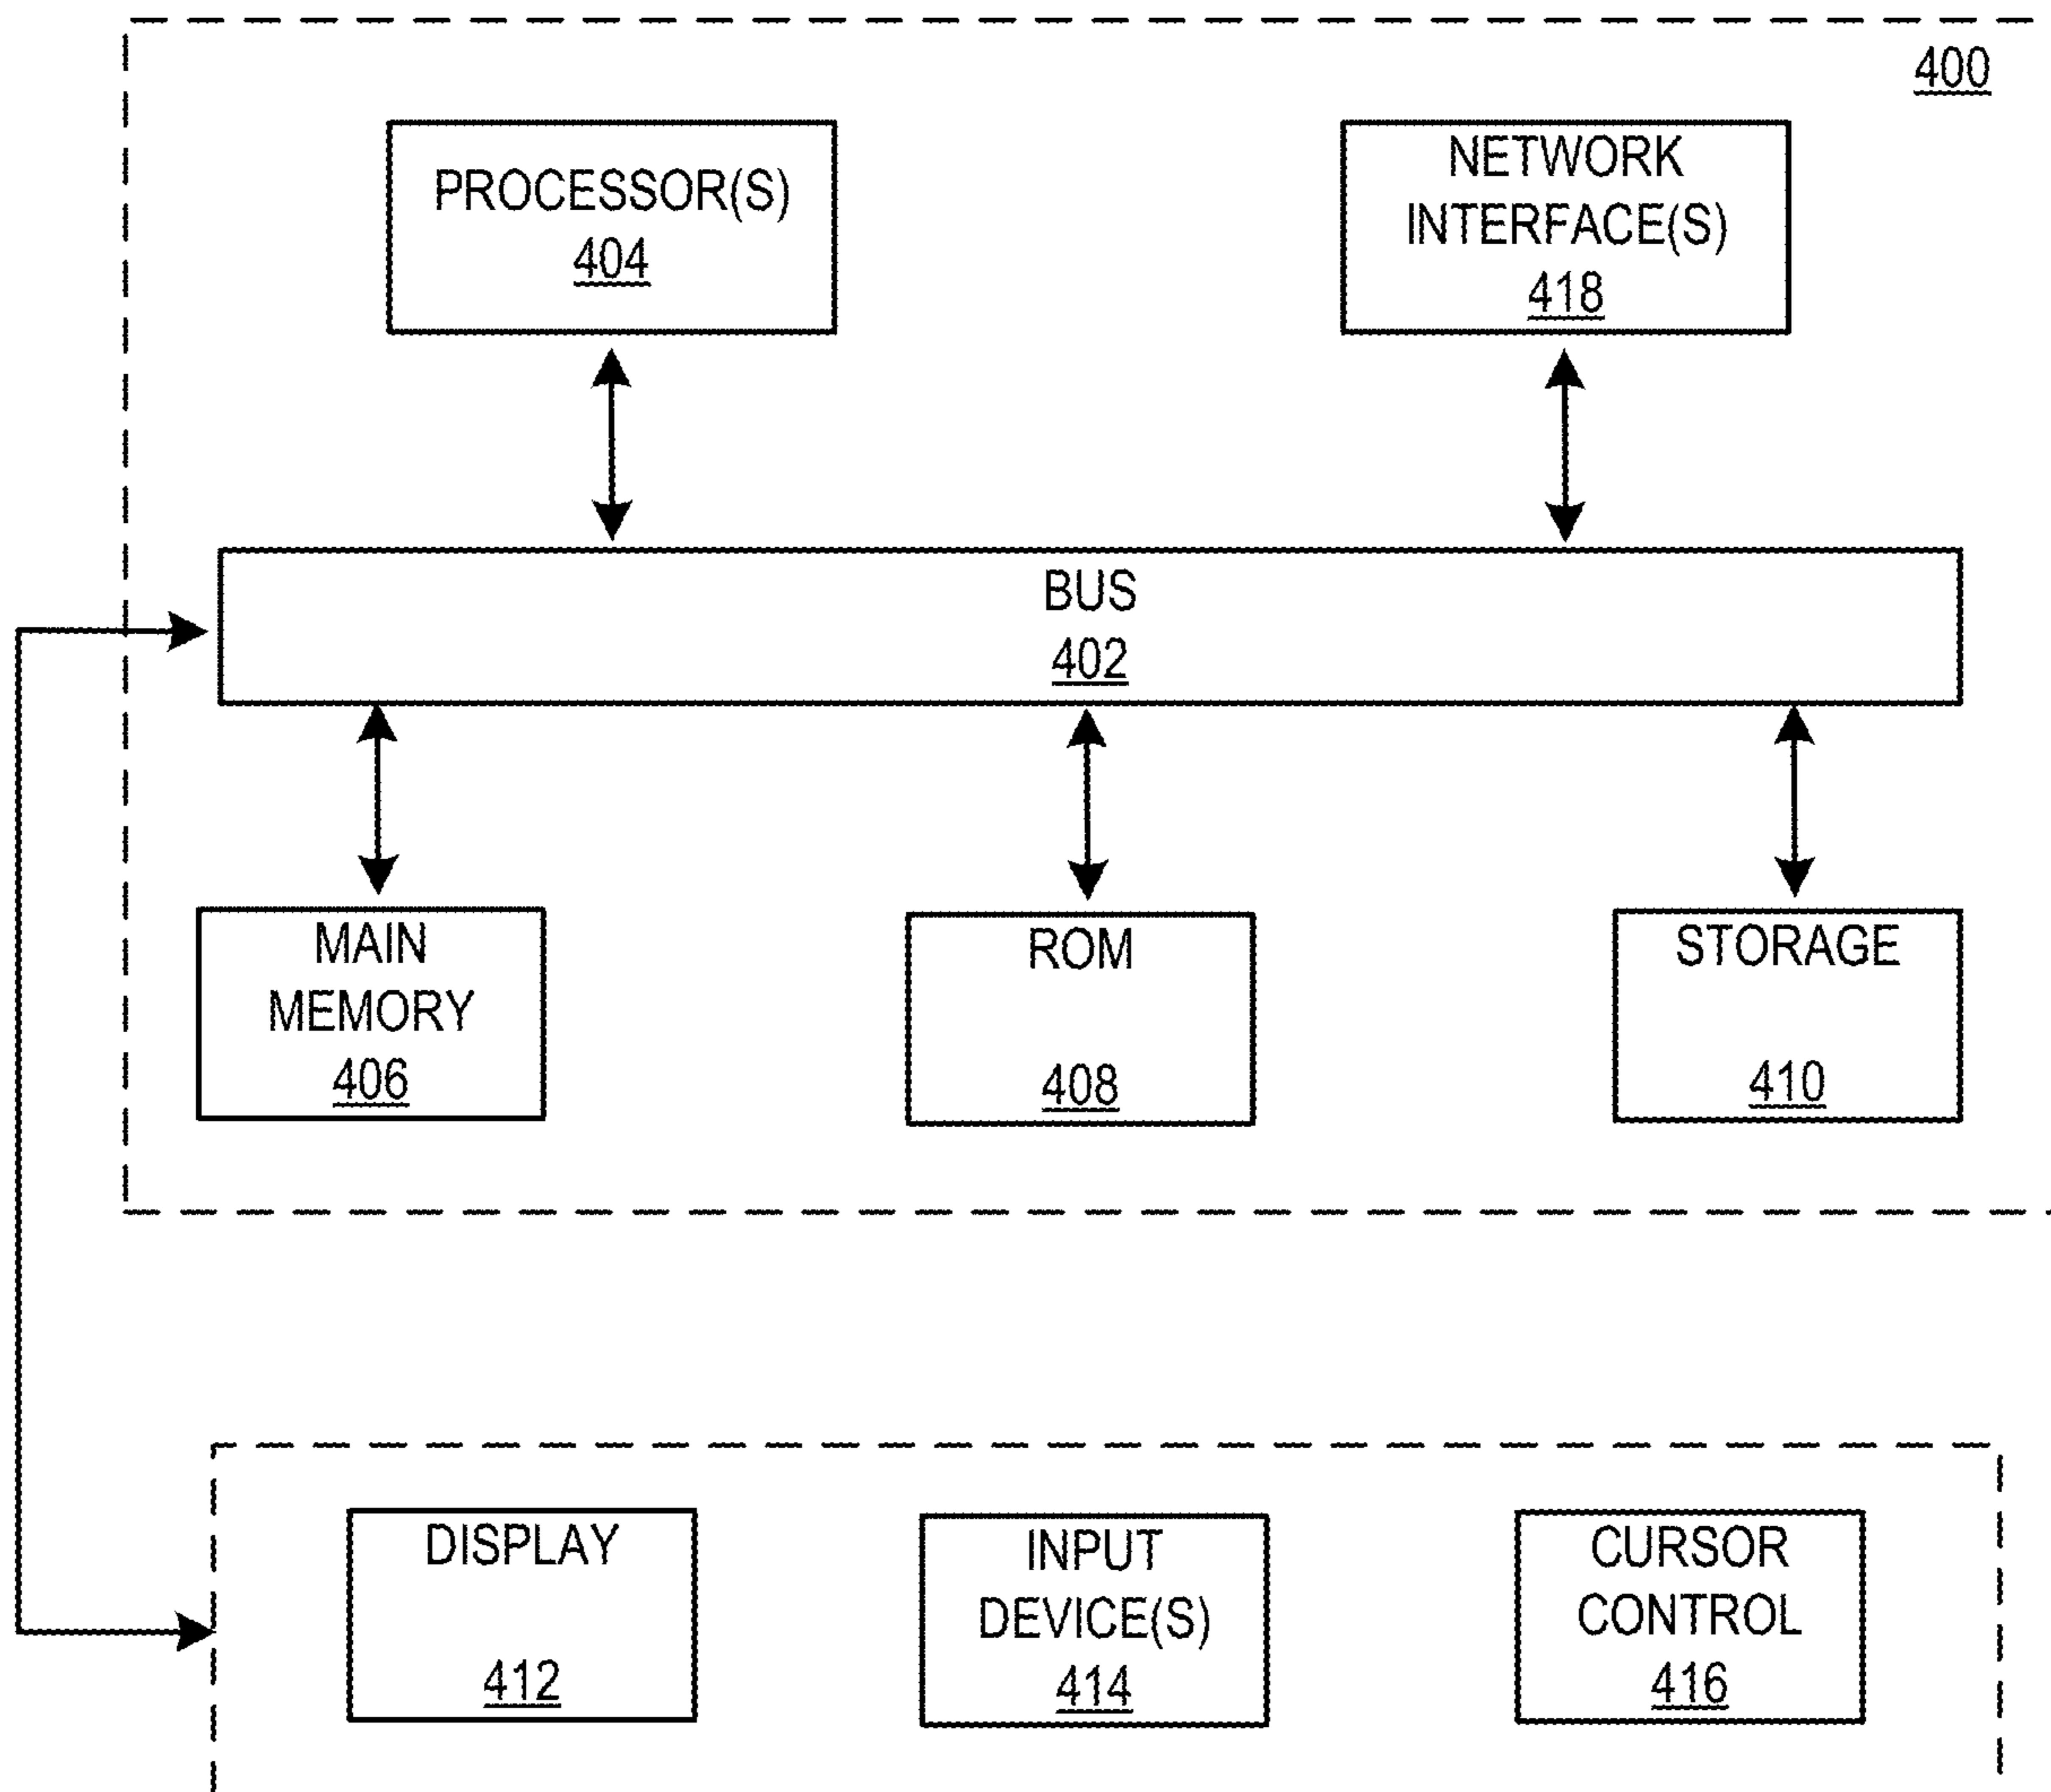 400
PROCESSOR(S)
404
NETWORK
INTERFACE(S)
418
BUS
402
MAIN
MEMORY
406
ROM
408
STORAGE
410
DISPLAY
412
INPUT
DEVICE(S)
414
CURSOR
CONTROL
416